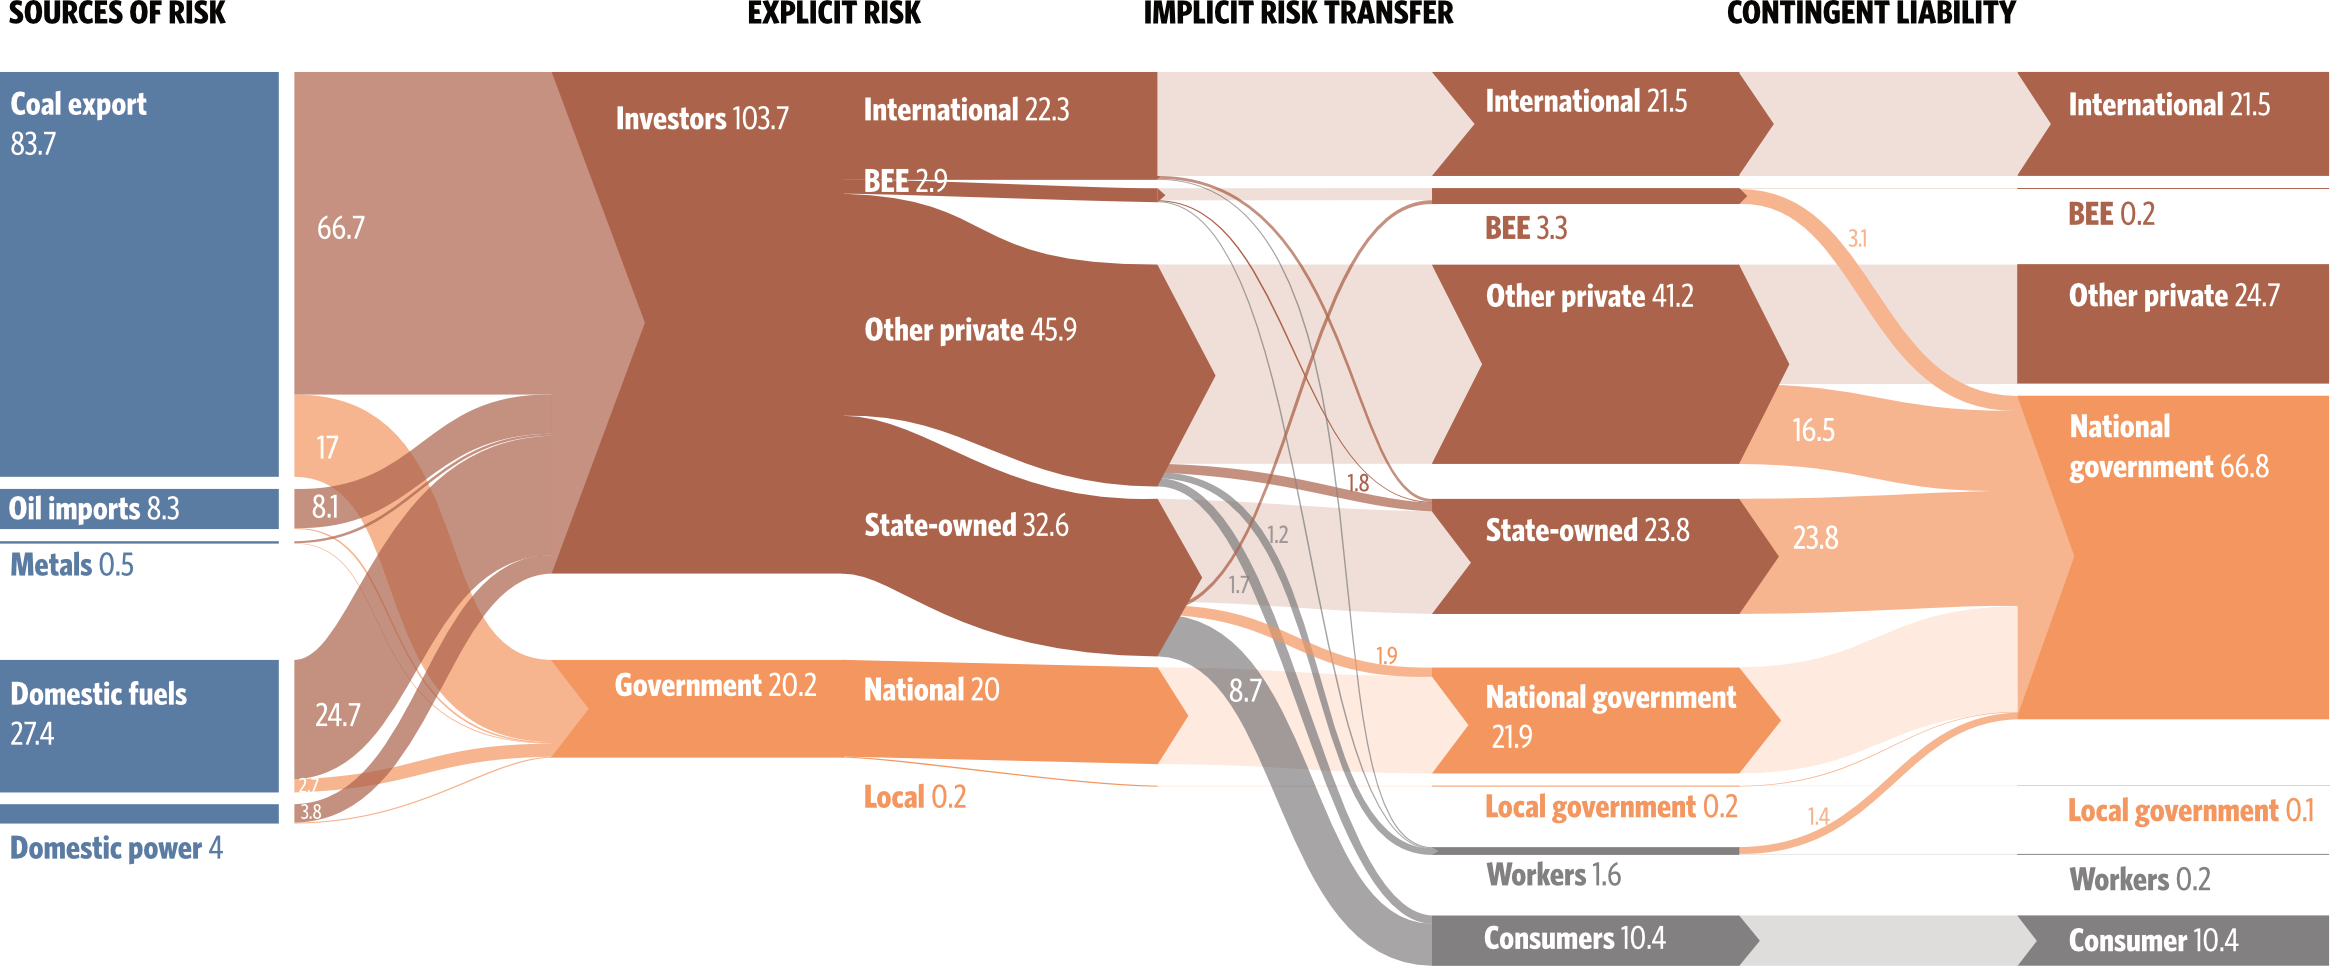 SOURCES OF RISK
EXPLICIT RISK
IMPLICIT RISK TRANSFER
CONTINGENT LIABILITY
Coal export
83.7
Oil imports 8.3
Metals 0.5
Domestic fuels
27.4
Domestic power 4
66.7
17
8.1
24.7
2.7
3.8
Investors 103.7
Government 20.2
International 22.3
BEE 2.9
Other private 45.9
State-owned 32.6
National 20
Local 0.2
1.8
1.2
1.7
1.9
8.7
International 21.5
BEE 3.3
Other private 41.2
State-owned 23.8
National government
21.9
Local government 0.2
Workers 1.6
Consumers 10.4
3.1
16.5
23.8
1.4
International 21.5
BEE 0.2
Other private 24.7
National
government 66.8
Local government 0.1
Workers 0.2
Consumer 10.4